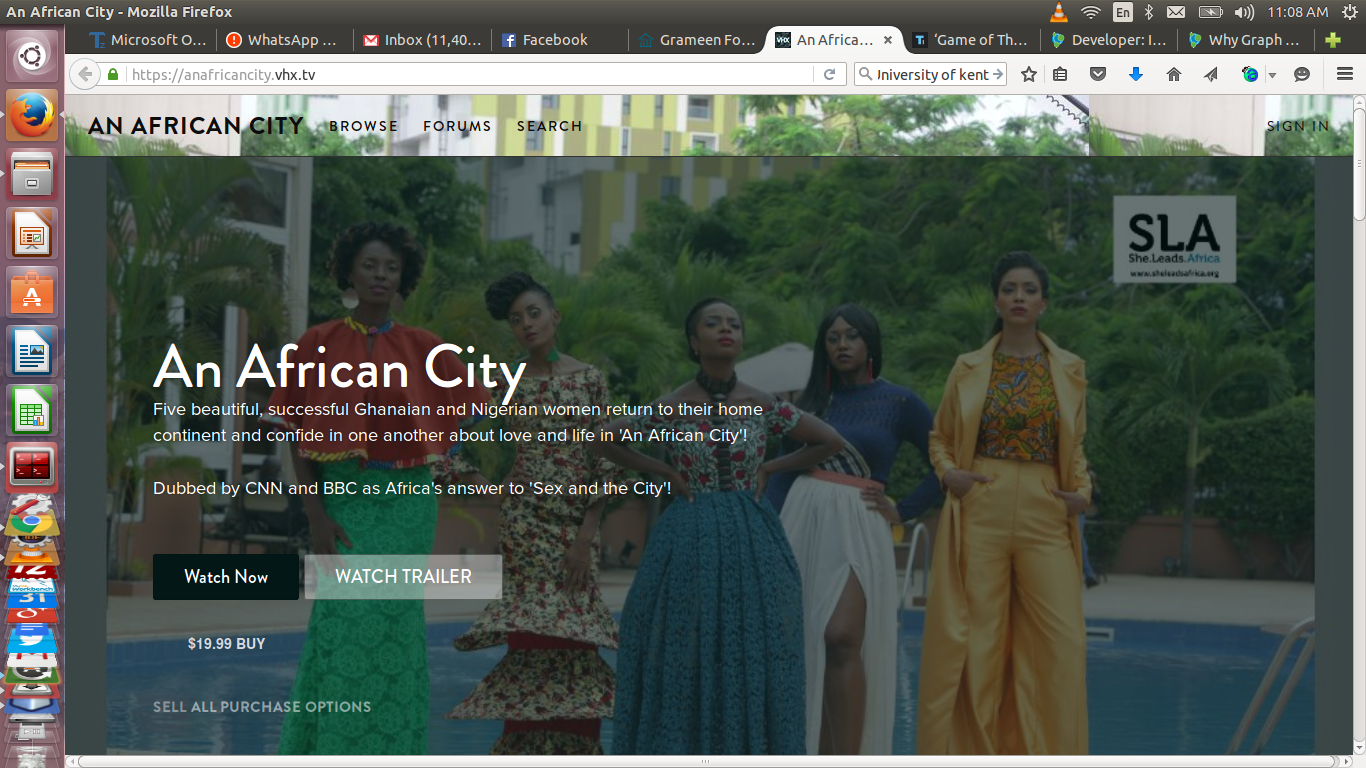 An African City - Mozilla Firefox
En
11:08 AM
Microsoft O...
WhatsApp ...
Inbox (11,40...
Facebook
Grameen Fo...
VHX
An Africa...
‘Game of Th...
Developer: I...
Why Graph ...
https://anafricancity.vhx.tv
University of kent
AN AFRICAN CITY
BROWSE
FORUMS
SEARCH
SIGN IN
SLA
She.Leads.Africa
www.sheleadsafrica.org
An African City
Five beautiful, successful Ghanaian and Nigerian women return to their home
continent and confide in one another about love and life in 'An African City'!
Dubbed by CNN and BBC as Africa's answer to 'Sex and the City'!
Watch Now
WATCH TRAILER
$19.99 BUY
SELL ALL PURCHASE OPTIONS
Workbench
31